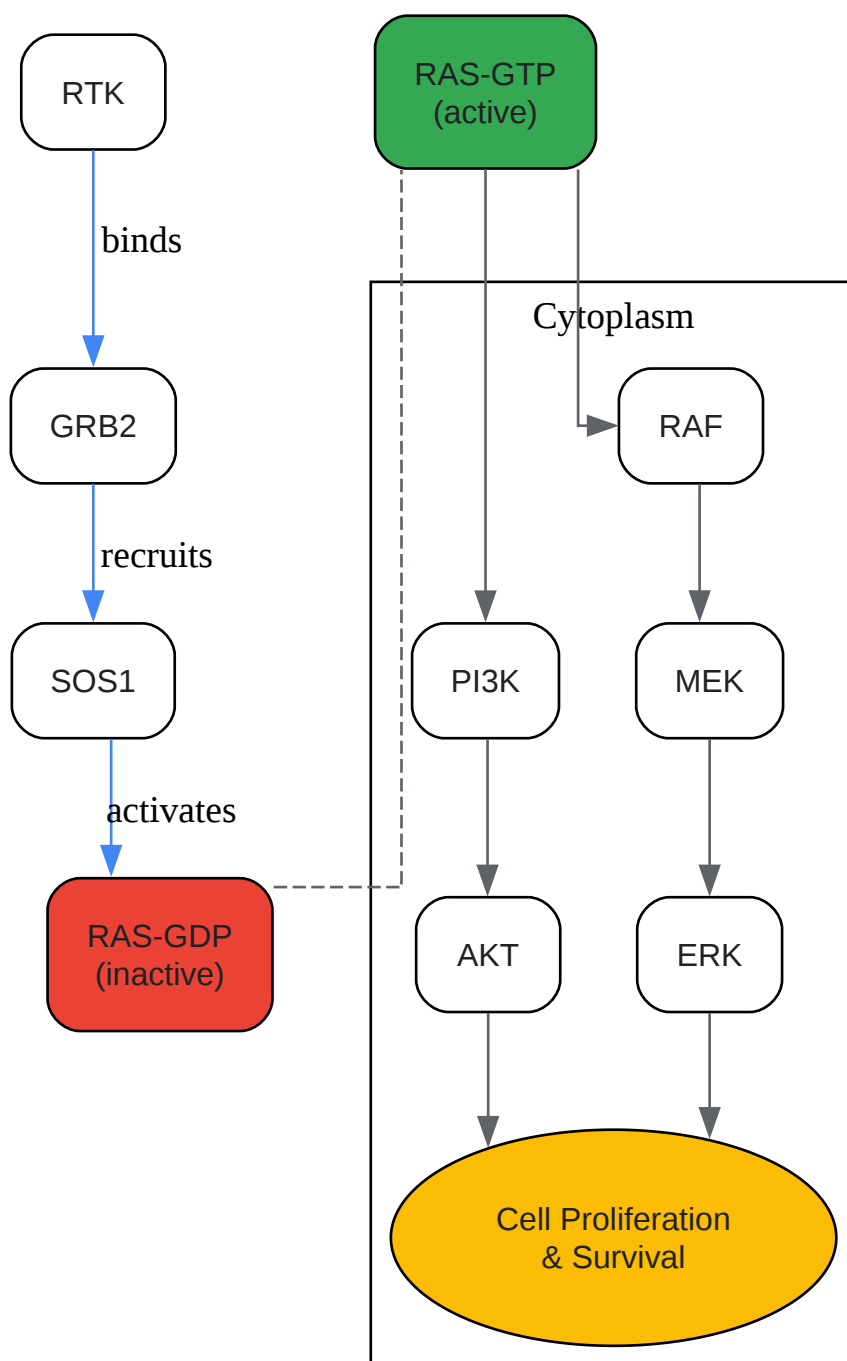 RTK
RAS-GTP
(active)
binds
Cytoplasm
GRB2
RAF
recruits
SOS1
PI3K
MEK
activates
RAS-GDP
(inactive)
AKT
ERK
Cell Proliferation
& Survival